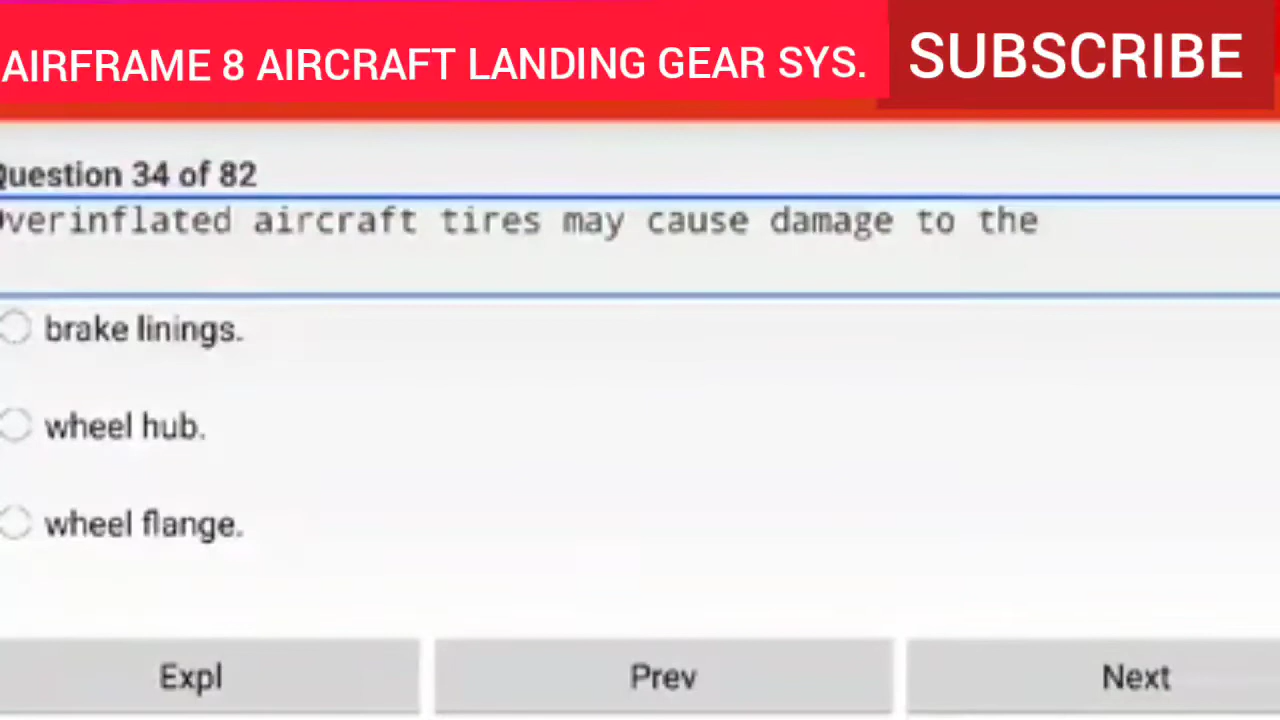 AIRFRAME 8 AIRCRAFT LANDING GEAR SYS.
SUBSCRIBE
Question 34 of 82
Overinflated aircraft tires may cause damage to the
brake linings.
wheel hub.
wheel flange.
Expl
Prev
Next